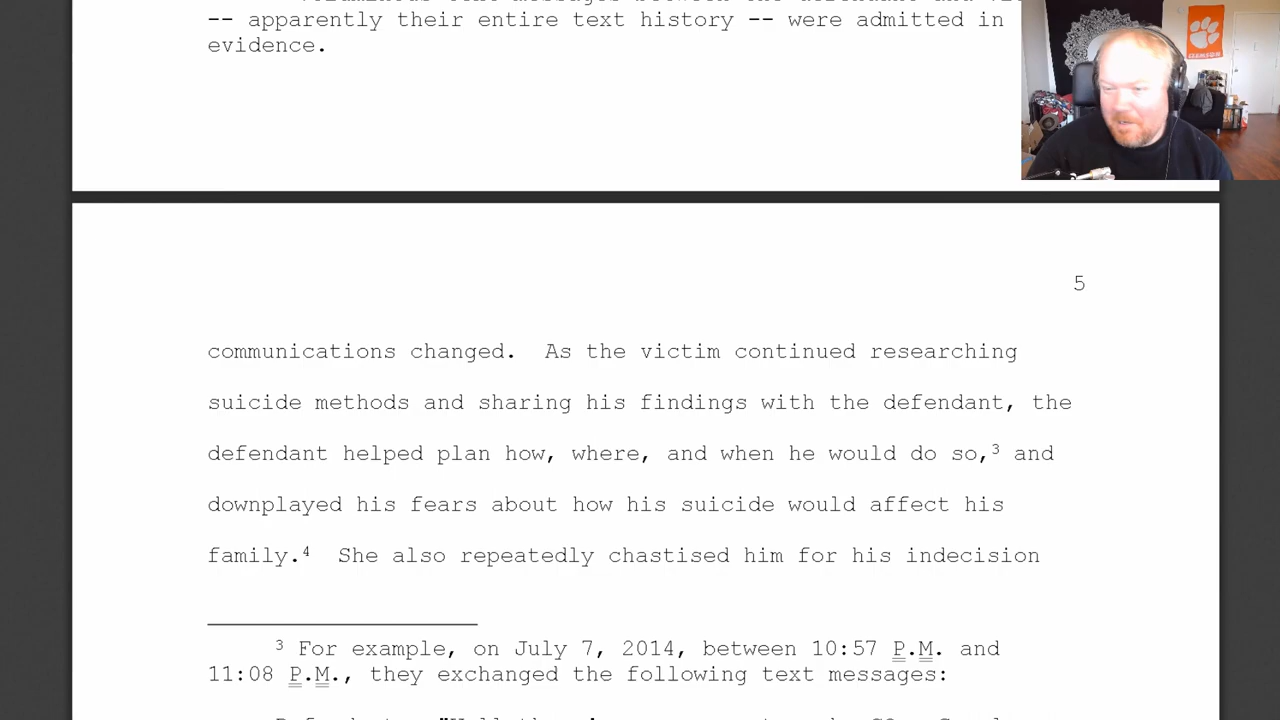 -- apparently their entire text history -- were admitted in
evidence.
5
communications changed. As the victim continued researching
suicide methods and sharing his findings with the defendant, the
defendant helped plan how, where, and when he would do so,³ and
downplayed his fears about how his suicide would affect his
family.⁴ She also repeatedly chastised him for his indecision
³ For example, on July 7, 2014, between 10:57 P.M. and
11:08 P.M., they exchanged the following text messages:
CLEMSON